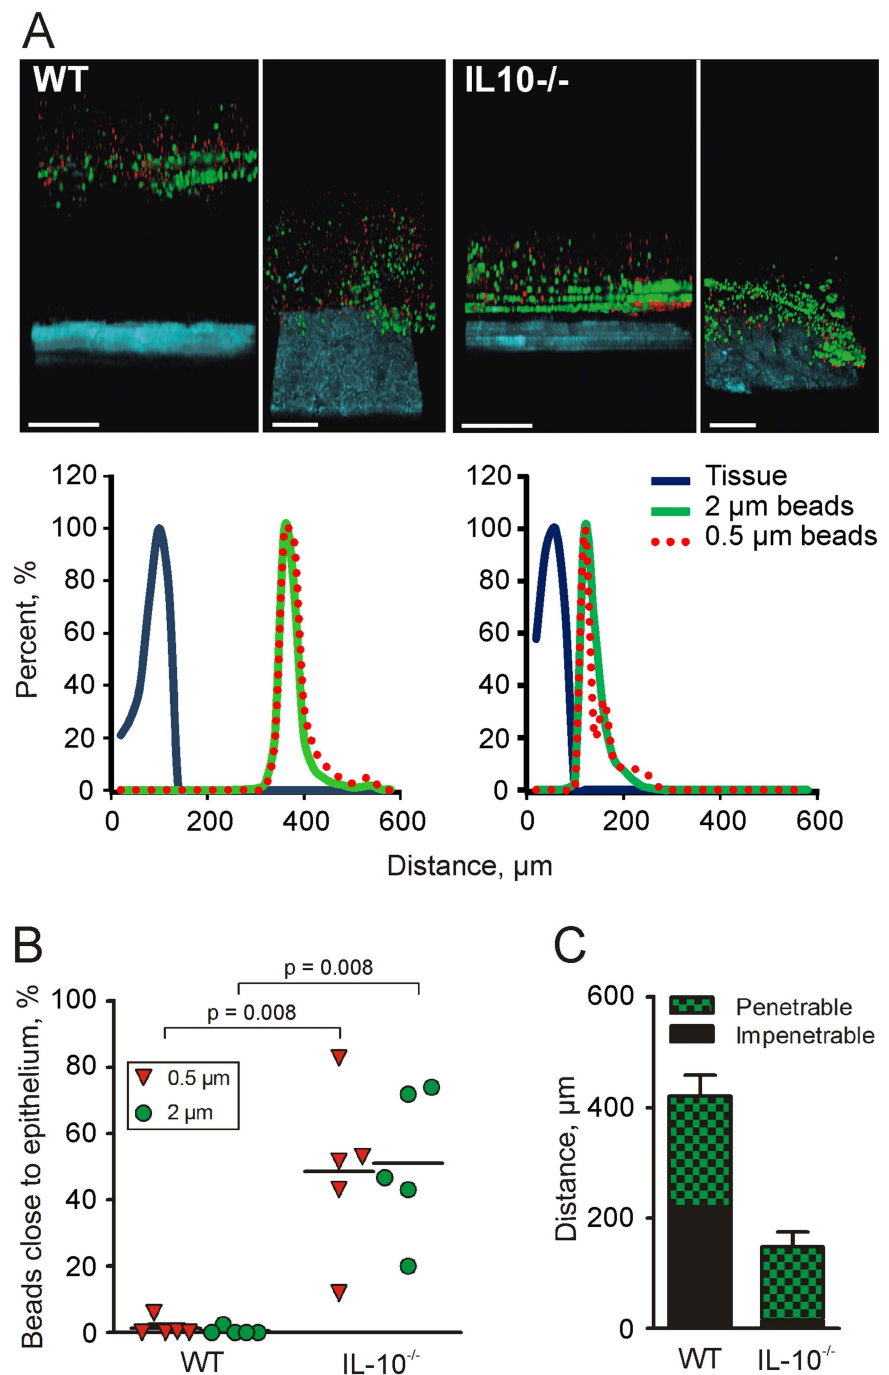 A
WT
IL10-/-
120
100
80
60
40
20
0
Percent, %
0
200
400
600
120
100
80
60
40
20
0
0
200
400
600
Tissue
2 µm beads
0.5 µm beads
Distance, µm
B
Beads close to epithelium, %
100
80
60
40
20
0
p = 0.008
p = 0.008
0.5 µm
2 µm
WT
IL-10-/-
C
Distance, µm
600
400
200
0
Penetrable
Impenetrable
WT
IL-10-/-